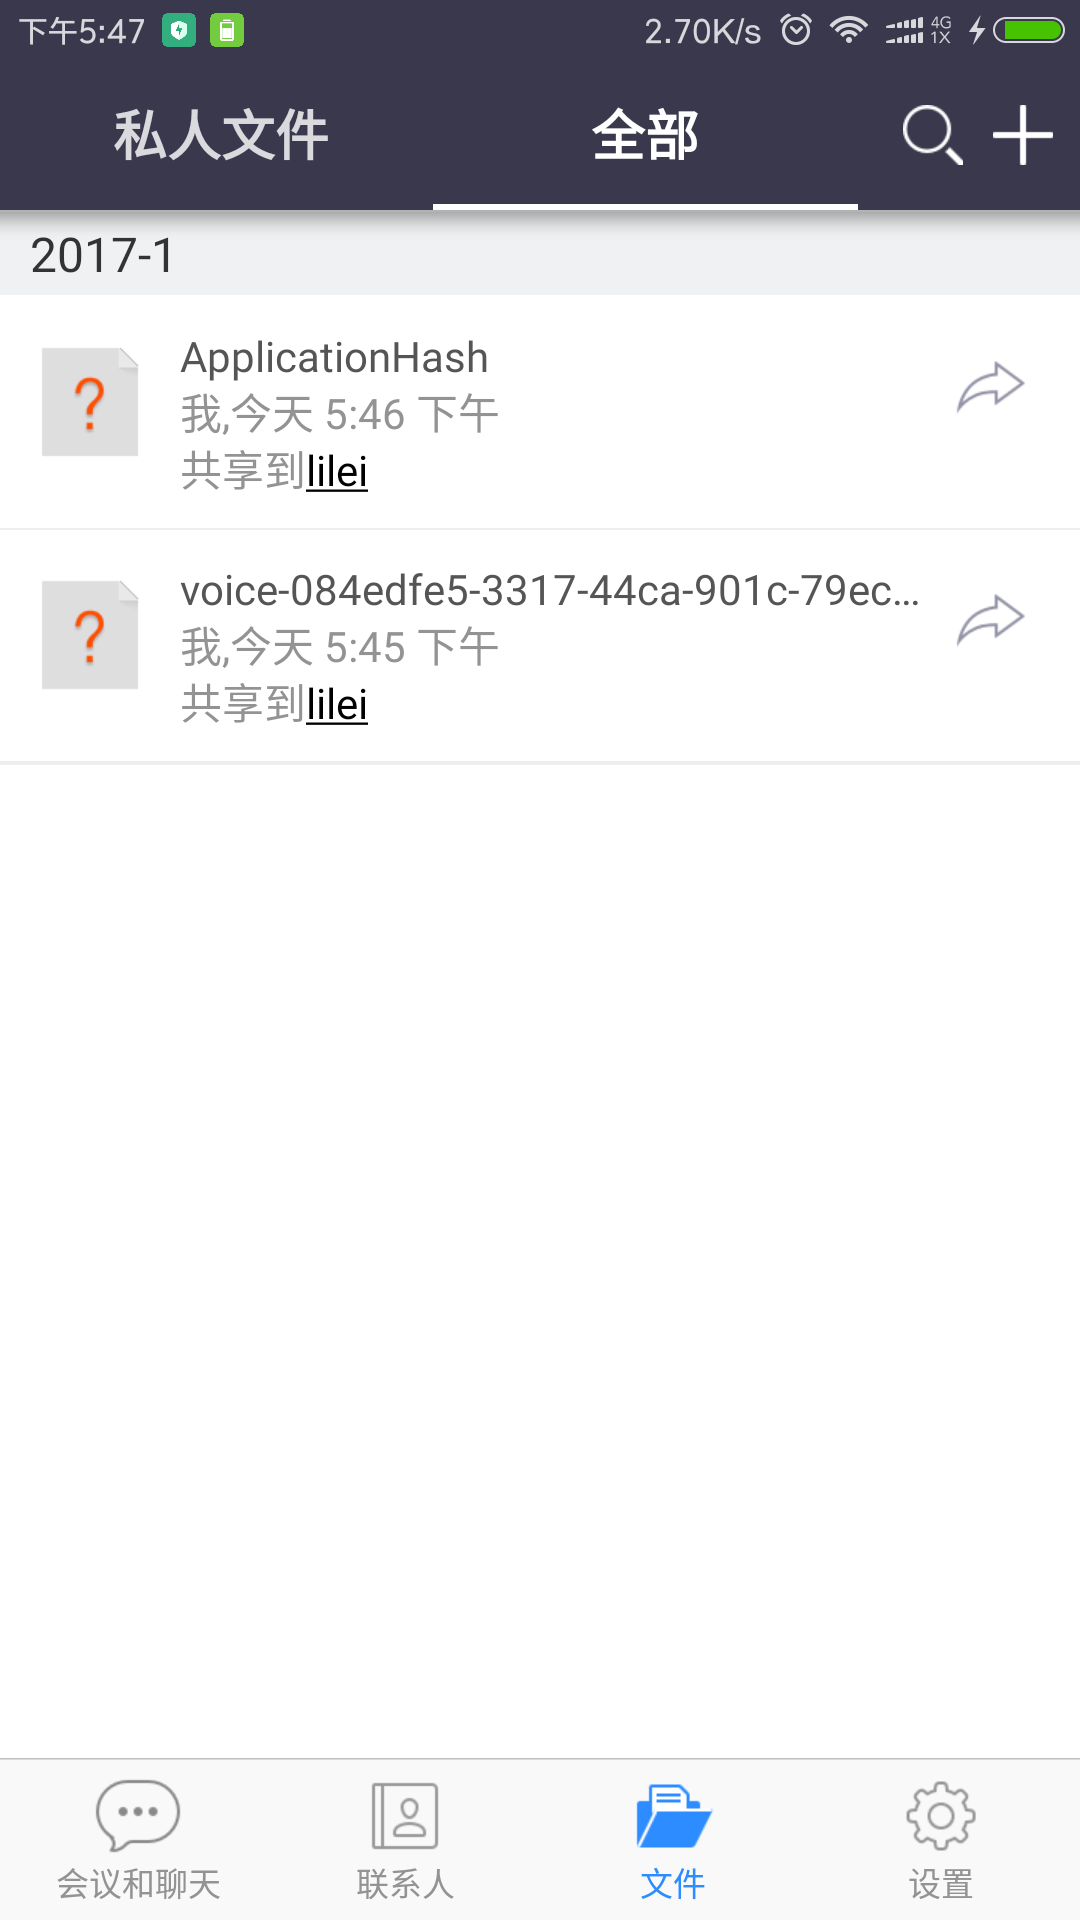 下午5:47
2.70K/s
4G
1X
私人文件
全部
2017-1
?
ApplicationHash
我,今天 5:46 下午
共享到lilei
?
voice-084edfe5-3317-44ca-901c-79ec...
我,今天 5:45 下午
共享到lilei
会议和聊天
联系人
文件
设置